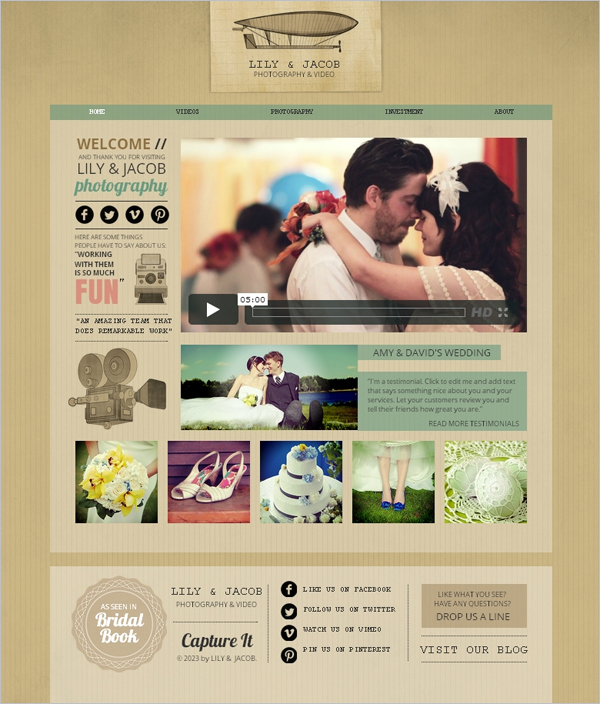 LILY & JACOB
PHOTOGRAPHY & VIDEO
HOME VIDEOS PHOTOGRAPHY INVESTMENT ABOUT
WELCOME //
AND THANK YOU FOR VISITING
LILY & JACOB
photography
HERE ARE SOME THINGS
PEOPLE HAVE TO SAY ABOUT US:
"WORKING
WITH THEM
IS SO MUCH
FUN"
"AN AMAZING TEAM THAT
DOES REMARKABLE WORK"
05:00
HD
AMY & DAVID'S WEDDING
"I'm a testimonial. Click to edit me and add text
that says something nice about you and your
services. Let your customers review you and
tell their friends how great you are."
READ MORE TESTIMONIALS
AS SEEN IN
Bridal
Book
LILY & JACOB
PHOTOGRAPHY & VIDEO
Capture It
© 2023 by LILY & JACOB.
LIKE US ON FACEBOOK
FOLLOW US ON TWITTER
WATCH US ON VIMEO
PIN US ON PINTEREST
LIKE WHAT YOU SEE?
HAVE ANY QUESTIONS?
DROP US A LINE
VISIT OUR BLOG